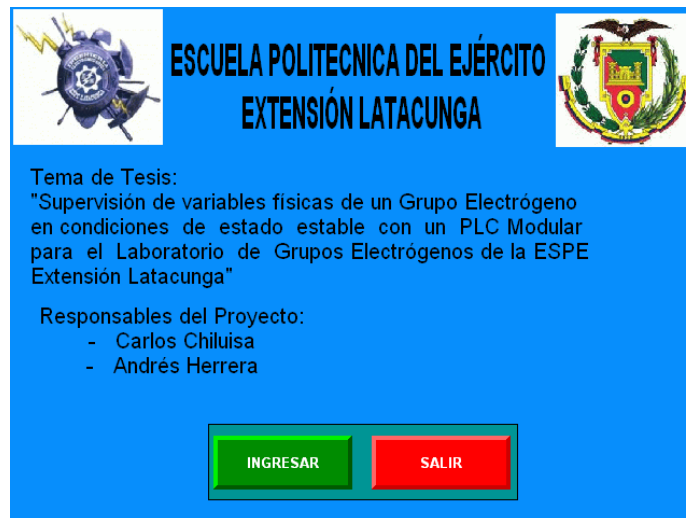 ESCUELA POLITECNICA DEL EJÉRCITO
EXTENSIÓN LATACUNGA
Tema de Tesis:
"Supervisión de variables físicas de un Grupo Electrógeno
en condiciones de estado estable con un PLC Modular
para el Laboratorio de Grupos Electrógenos de la ESPE
Extensión Latacunga"
Responsables del Proyecto:
- Carlos Chiluisa
- Andrés Herrera
INGRESAR
SALIR